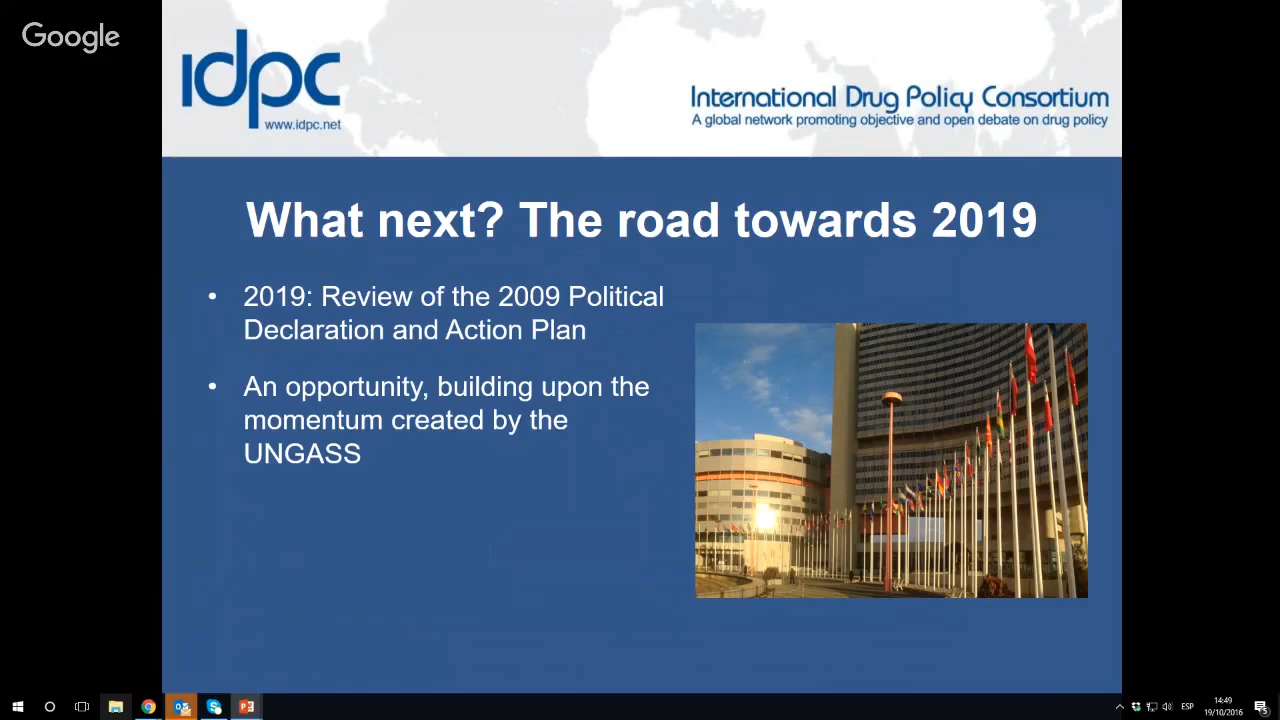 Google
idpc
www.idpc.net
International Drug Policy Consortium
A global network promoting objective and open debate on drug policy
What next? The road towards 2019
• 2019: Review of the 2009 Political
Declaration and Action Plan
• An opportunity, building upon the
momentum created by the
UNGASS
ESP
14:49
19/10/2016
5